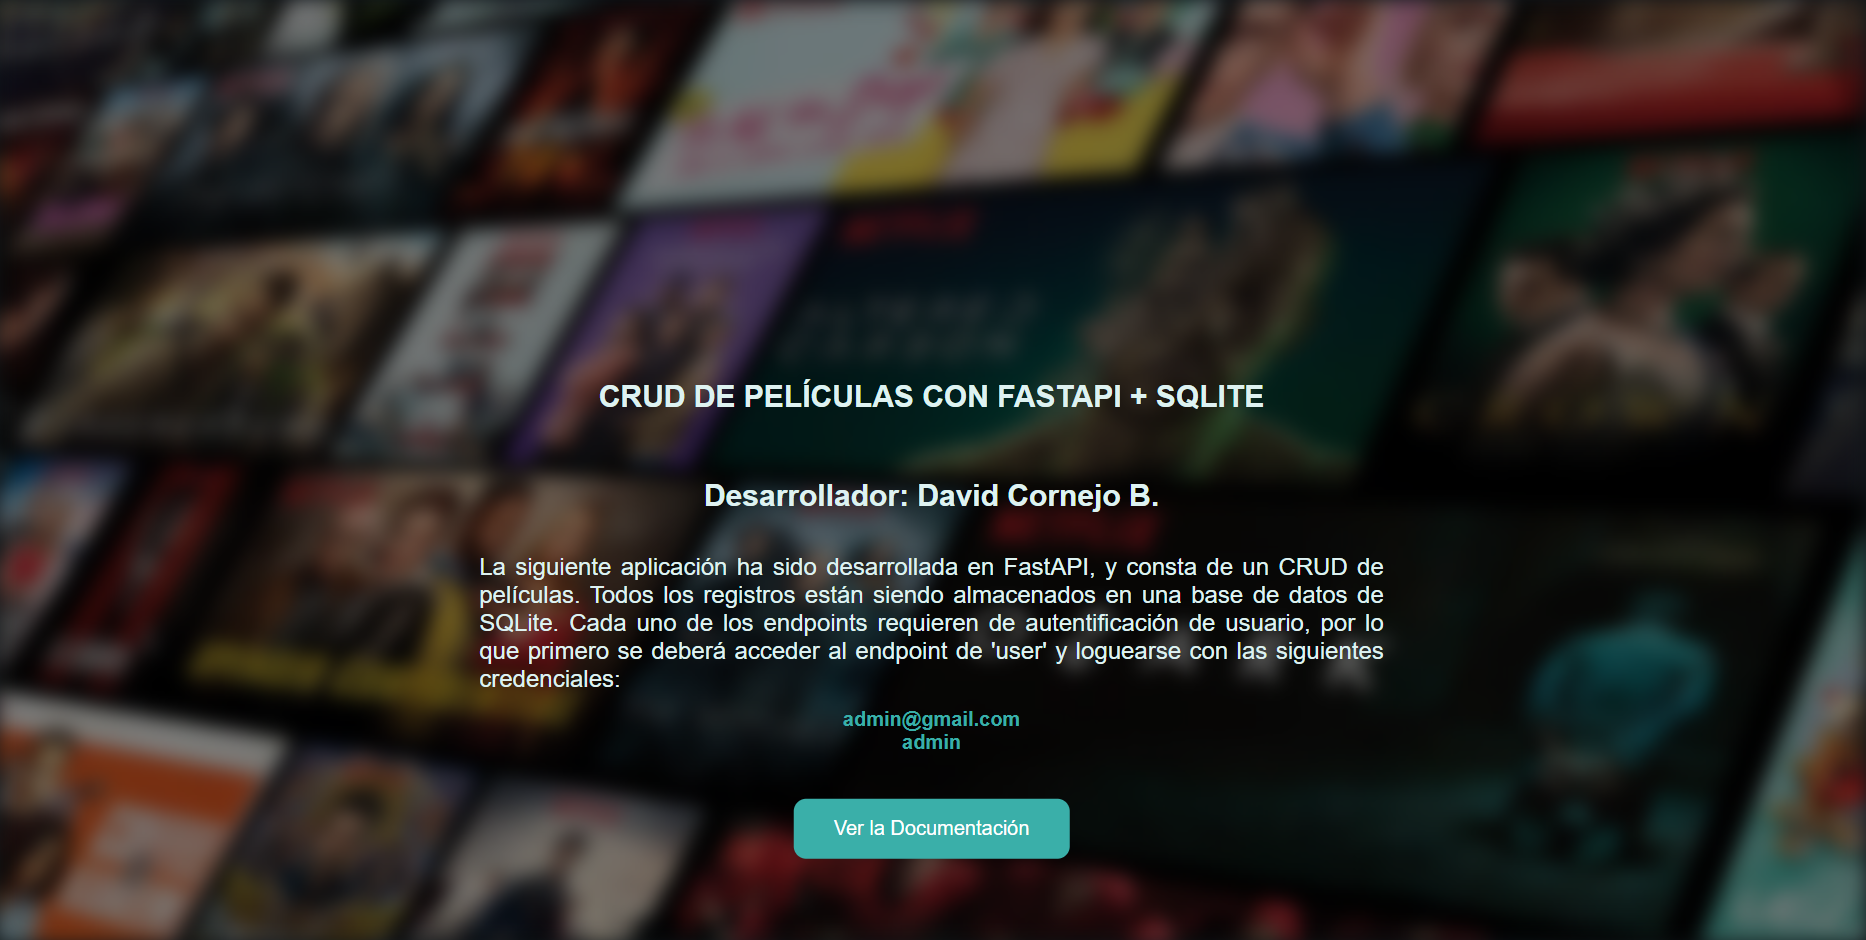 CRUD DE PELÍCULAS CON FASTAPI + SQLITE
Desarrollador: David Cornejo B.
La siguiente aplicación ha sido desarrollada en FastAPI, y consta de un CRUD de
películas. Todos los registros están siendo almacenados en una base de datos de
SQLite. Cada uno de los endpoints requieren de autentificación de usuario, por lo
que primero se deberá acceder al endpoint de 'user' y loguearse con las siguientes
credenciales:
admin@gmail.com
admin
Ver la Documentación